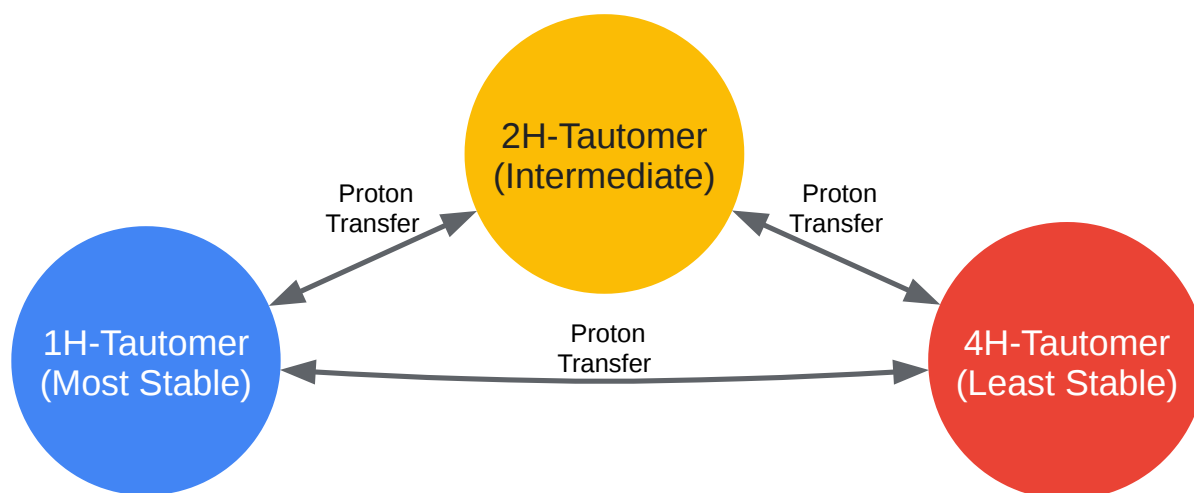 2H-Tautomer
(Intermediate)
Proton
Transfer
Proton
Transfer
1H-Tautomer
(Most Stable)
Proton
Transfer
4H-Tautomer
(Least Stable)